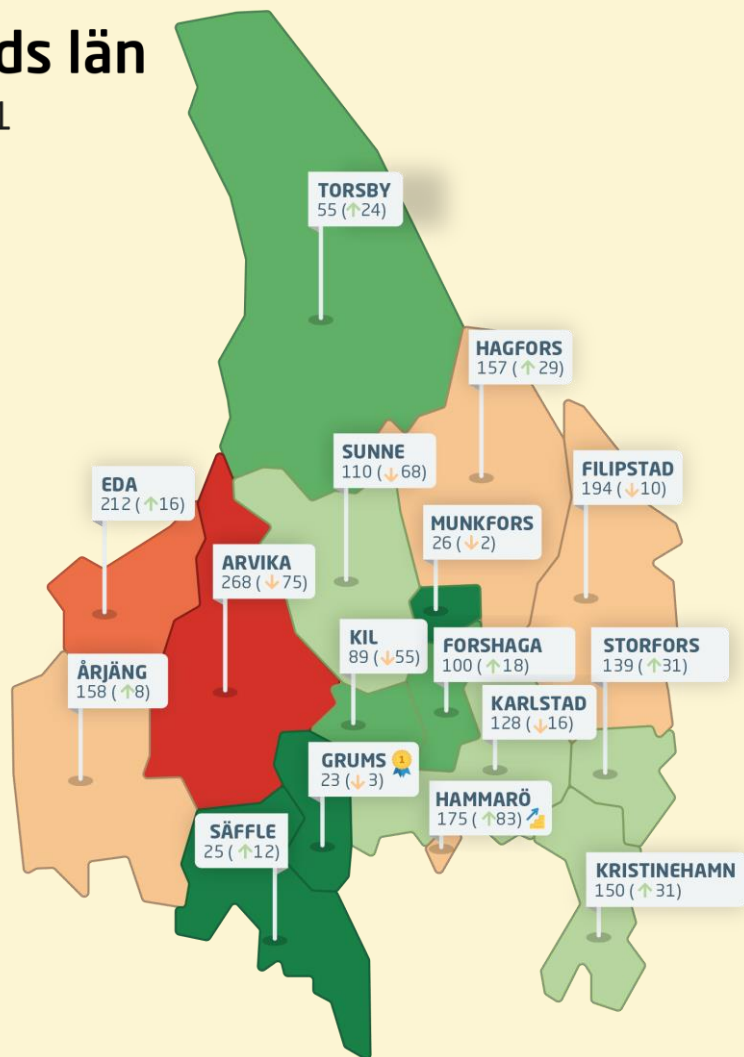 ds län
TORSBY
55 (↑24)
HAGFORS
157 (↑29)
SUNNE
110 (↓68)
FILIPSTAD
194 (↓10)
EDA
212 (↑16)
MUNKFORS
26 (↓2)
ARVIKA
268 (↓75)
KIL
89 (↓55)
FORSHAGA
100 (↑18)
STORFORS
139 (↑31)
ÅRJÄNG
158 (↑8)
KARLSTAD
128 (↓16)
GRUMS 1
23 (↓3)
HAMMARÖ
175 (↑83)
SÄFFLE
25 (↑12)
KRISTINEHAMN
150 (↑31)